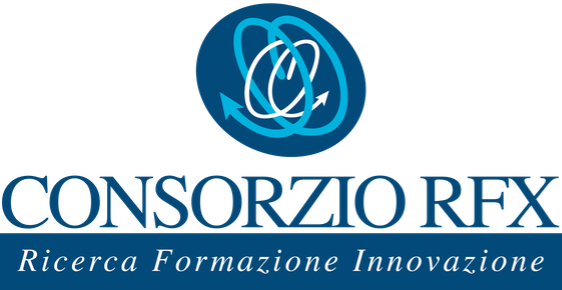 CONSORZIO RFX
Ricerca Formazione Innovazione